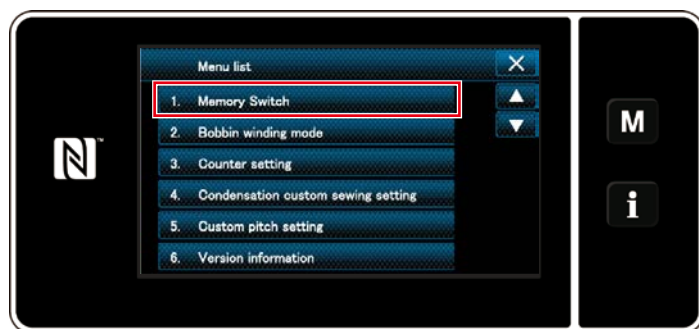 Menu list
1. Memory Switch
2. Bobbin winding mode
3. Counter setting
4. Condensation custom sewing setting
5. Custom pitch setting
6. Version information
N
M
i